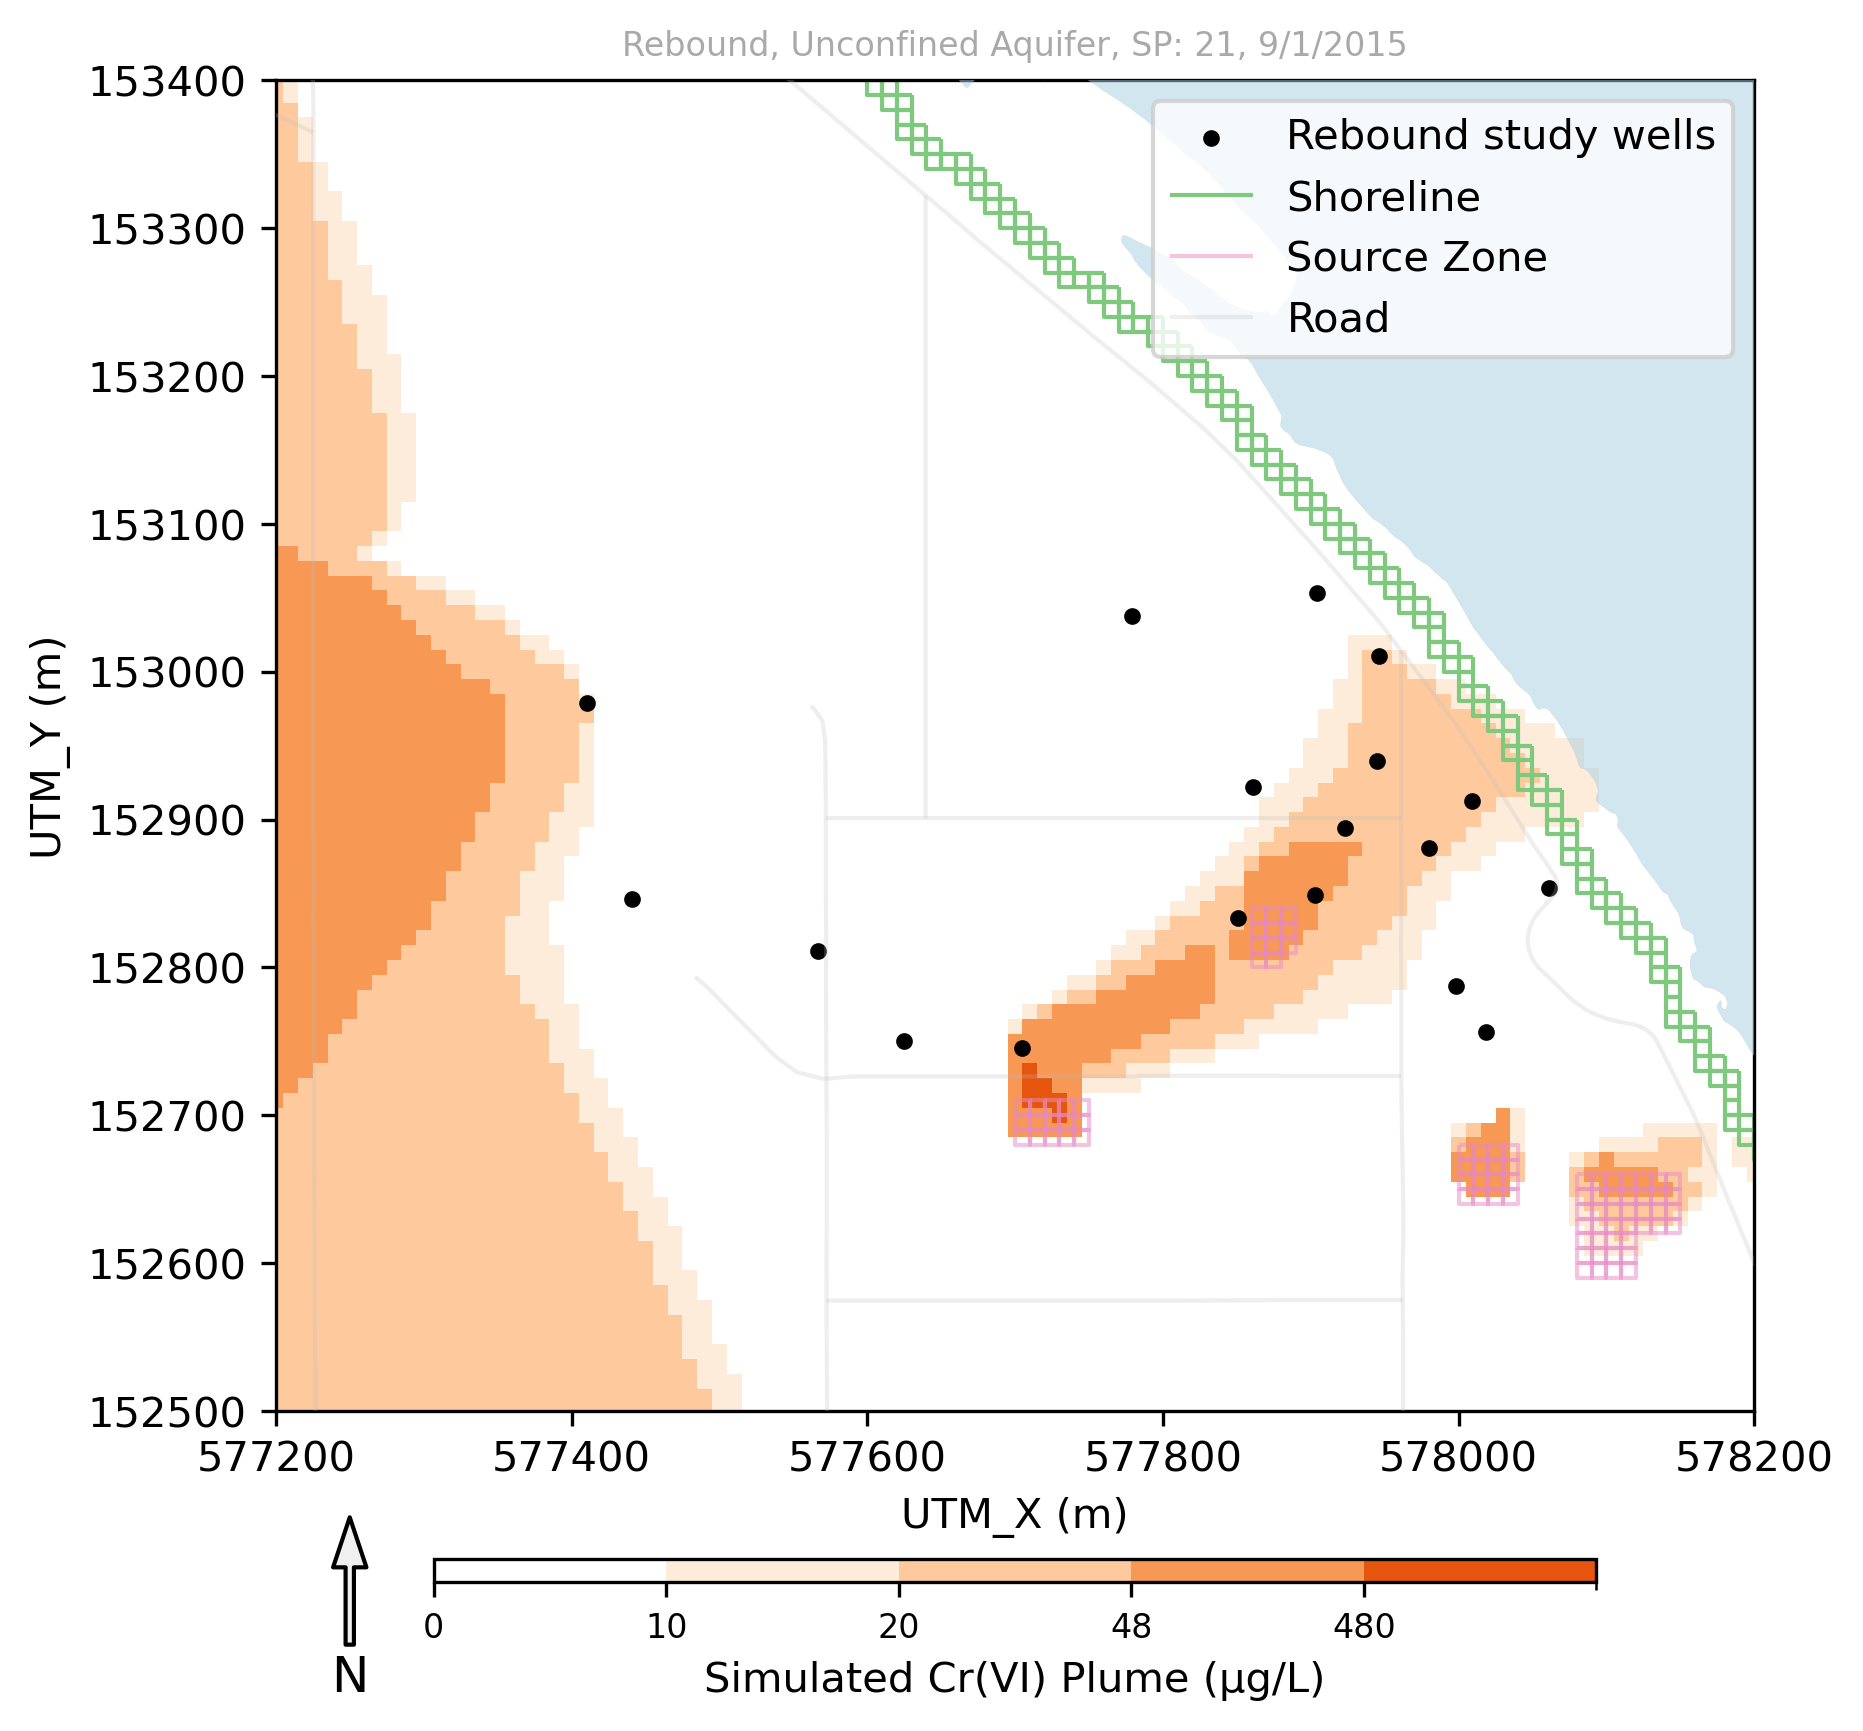 Rebound, Unconfined Aquifer, SP: 21, 9/1/2015
153400
153300
153200
153100
153000
152900
152800
152700
152600
152500
UTM_Y (m)
Rebound study wells
Shoreline
Source Zone
Road
577200 577400 577600 577800 578000 578200
UTM_X (m)
N
0 10 20 48 480
Simulated Cr(VI) Plume (µg/L)